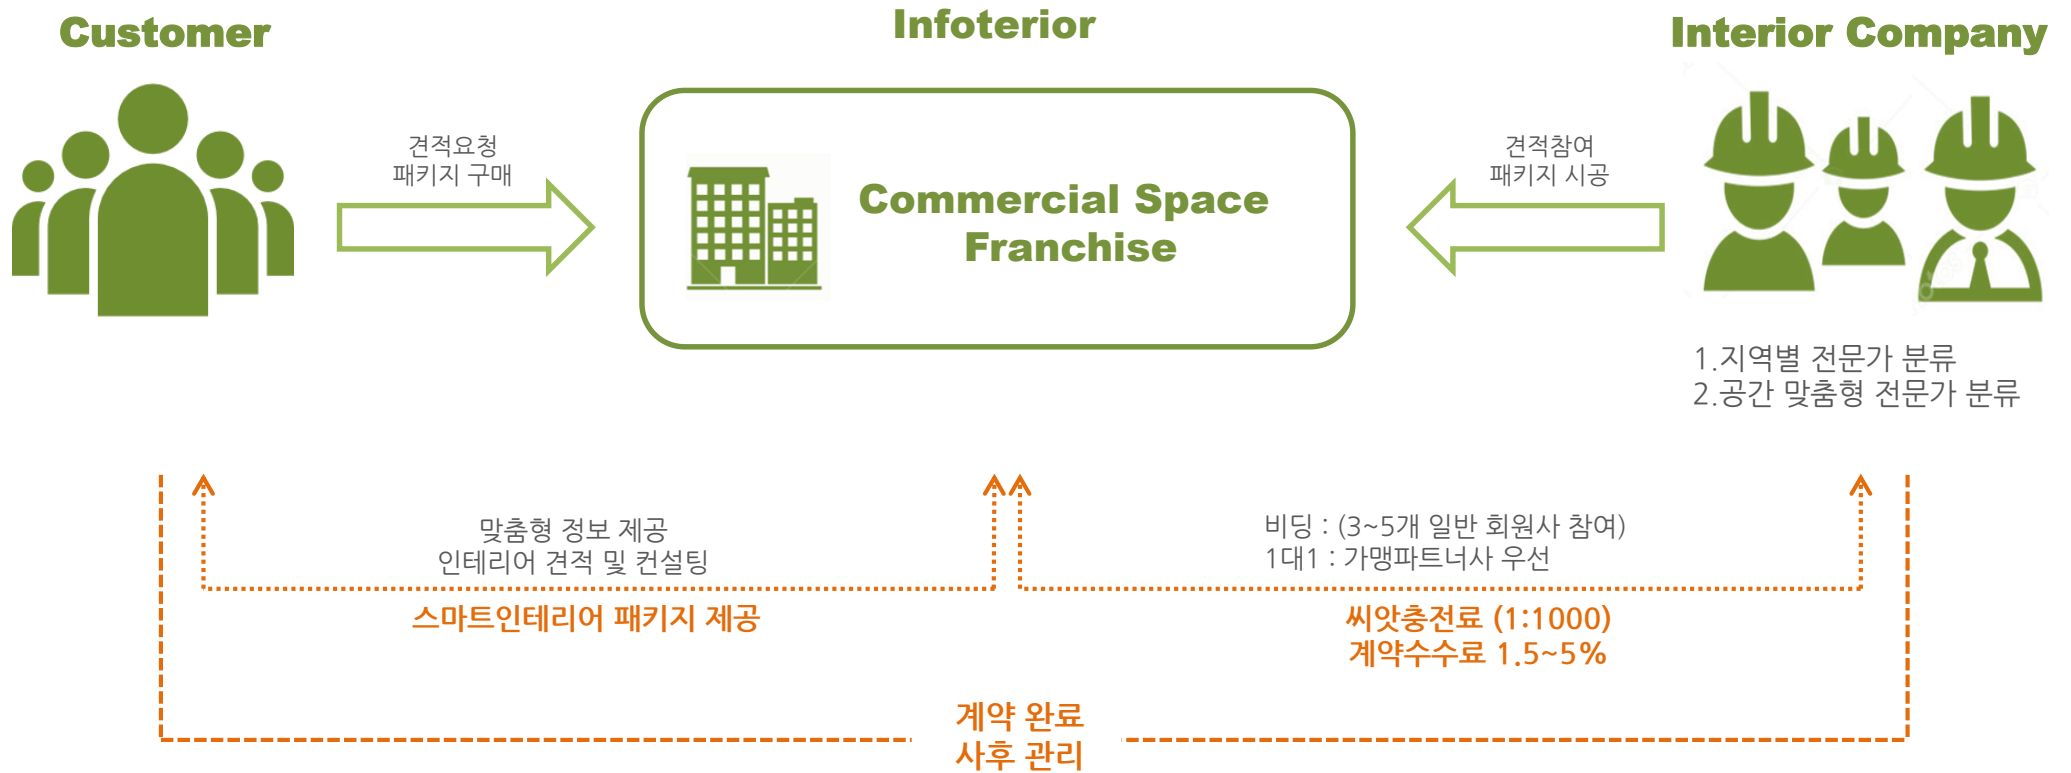 Customer
Infoterior
Interior Company
견적요청
패키지 구매
Commercial Space
Franchise
견적참여
패키지 시공
1.지역별 전문가 분류
2.공간 맞춤형 전문가 분류
맞춤형 정보 제공
인테리어 견적 및 컨설팅
스마트인테리어 패키지 제공
비딩 : (3~5개 일반 회원사 참여)
1대1 : 가맹파트너사 우선
씨앗충전료 (1:1000)
계약수수료 1.5~5%
계약 완료
사후 관리